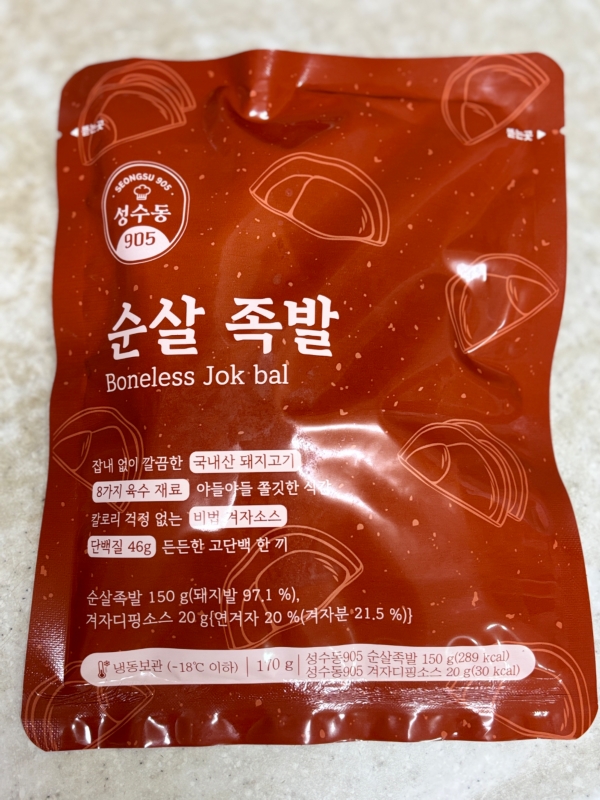 뜯는곳
뜯는곳
SEONGSU 905
성수동
905
순살 족발
Boneless Jok bal
잡내 없이 깔끔한 국내산 돼지고기
8가지 육수 재료 야들야들 쫄깃한 식감
칼로리 걱정 없는 비법 겨자소스
단백질 46g 든든한 고단백 한 끼
순살족발 150 g(돼지발 97.1 %),
겨자디핑소스 20 g{연겨자 20 %(겨자분 21.5 %)}
냉동보관 (-18℃ 이하) | 170 g | 성수동905 순살족발 150 g(289 kcal)
성수동905 겨자디핑소스 20 g(30 kcal)